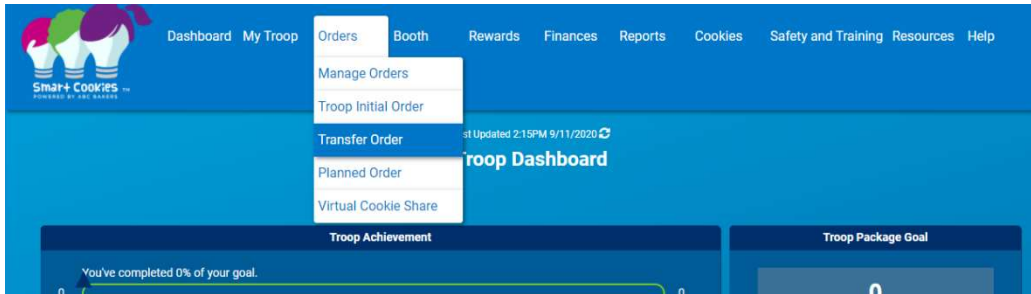 Dashboard My Troop Orders Booth Rewards Finances Reports Cookies Safety and Training Resources Help
Smart Cookies TM
POWERED BY ABC BAKERS
Manage Orders
Troop Initial Order
Transfer Order
st Updated 2:15PM 9/11/2020
roop Dashboard
Planned Order
Virtual Cookie Share
Troop Achievement
Troop Package Goal
You've completed 0% of your goal.
0 0
0